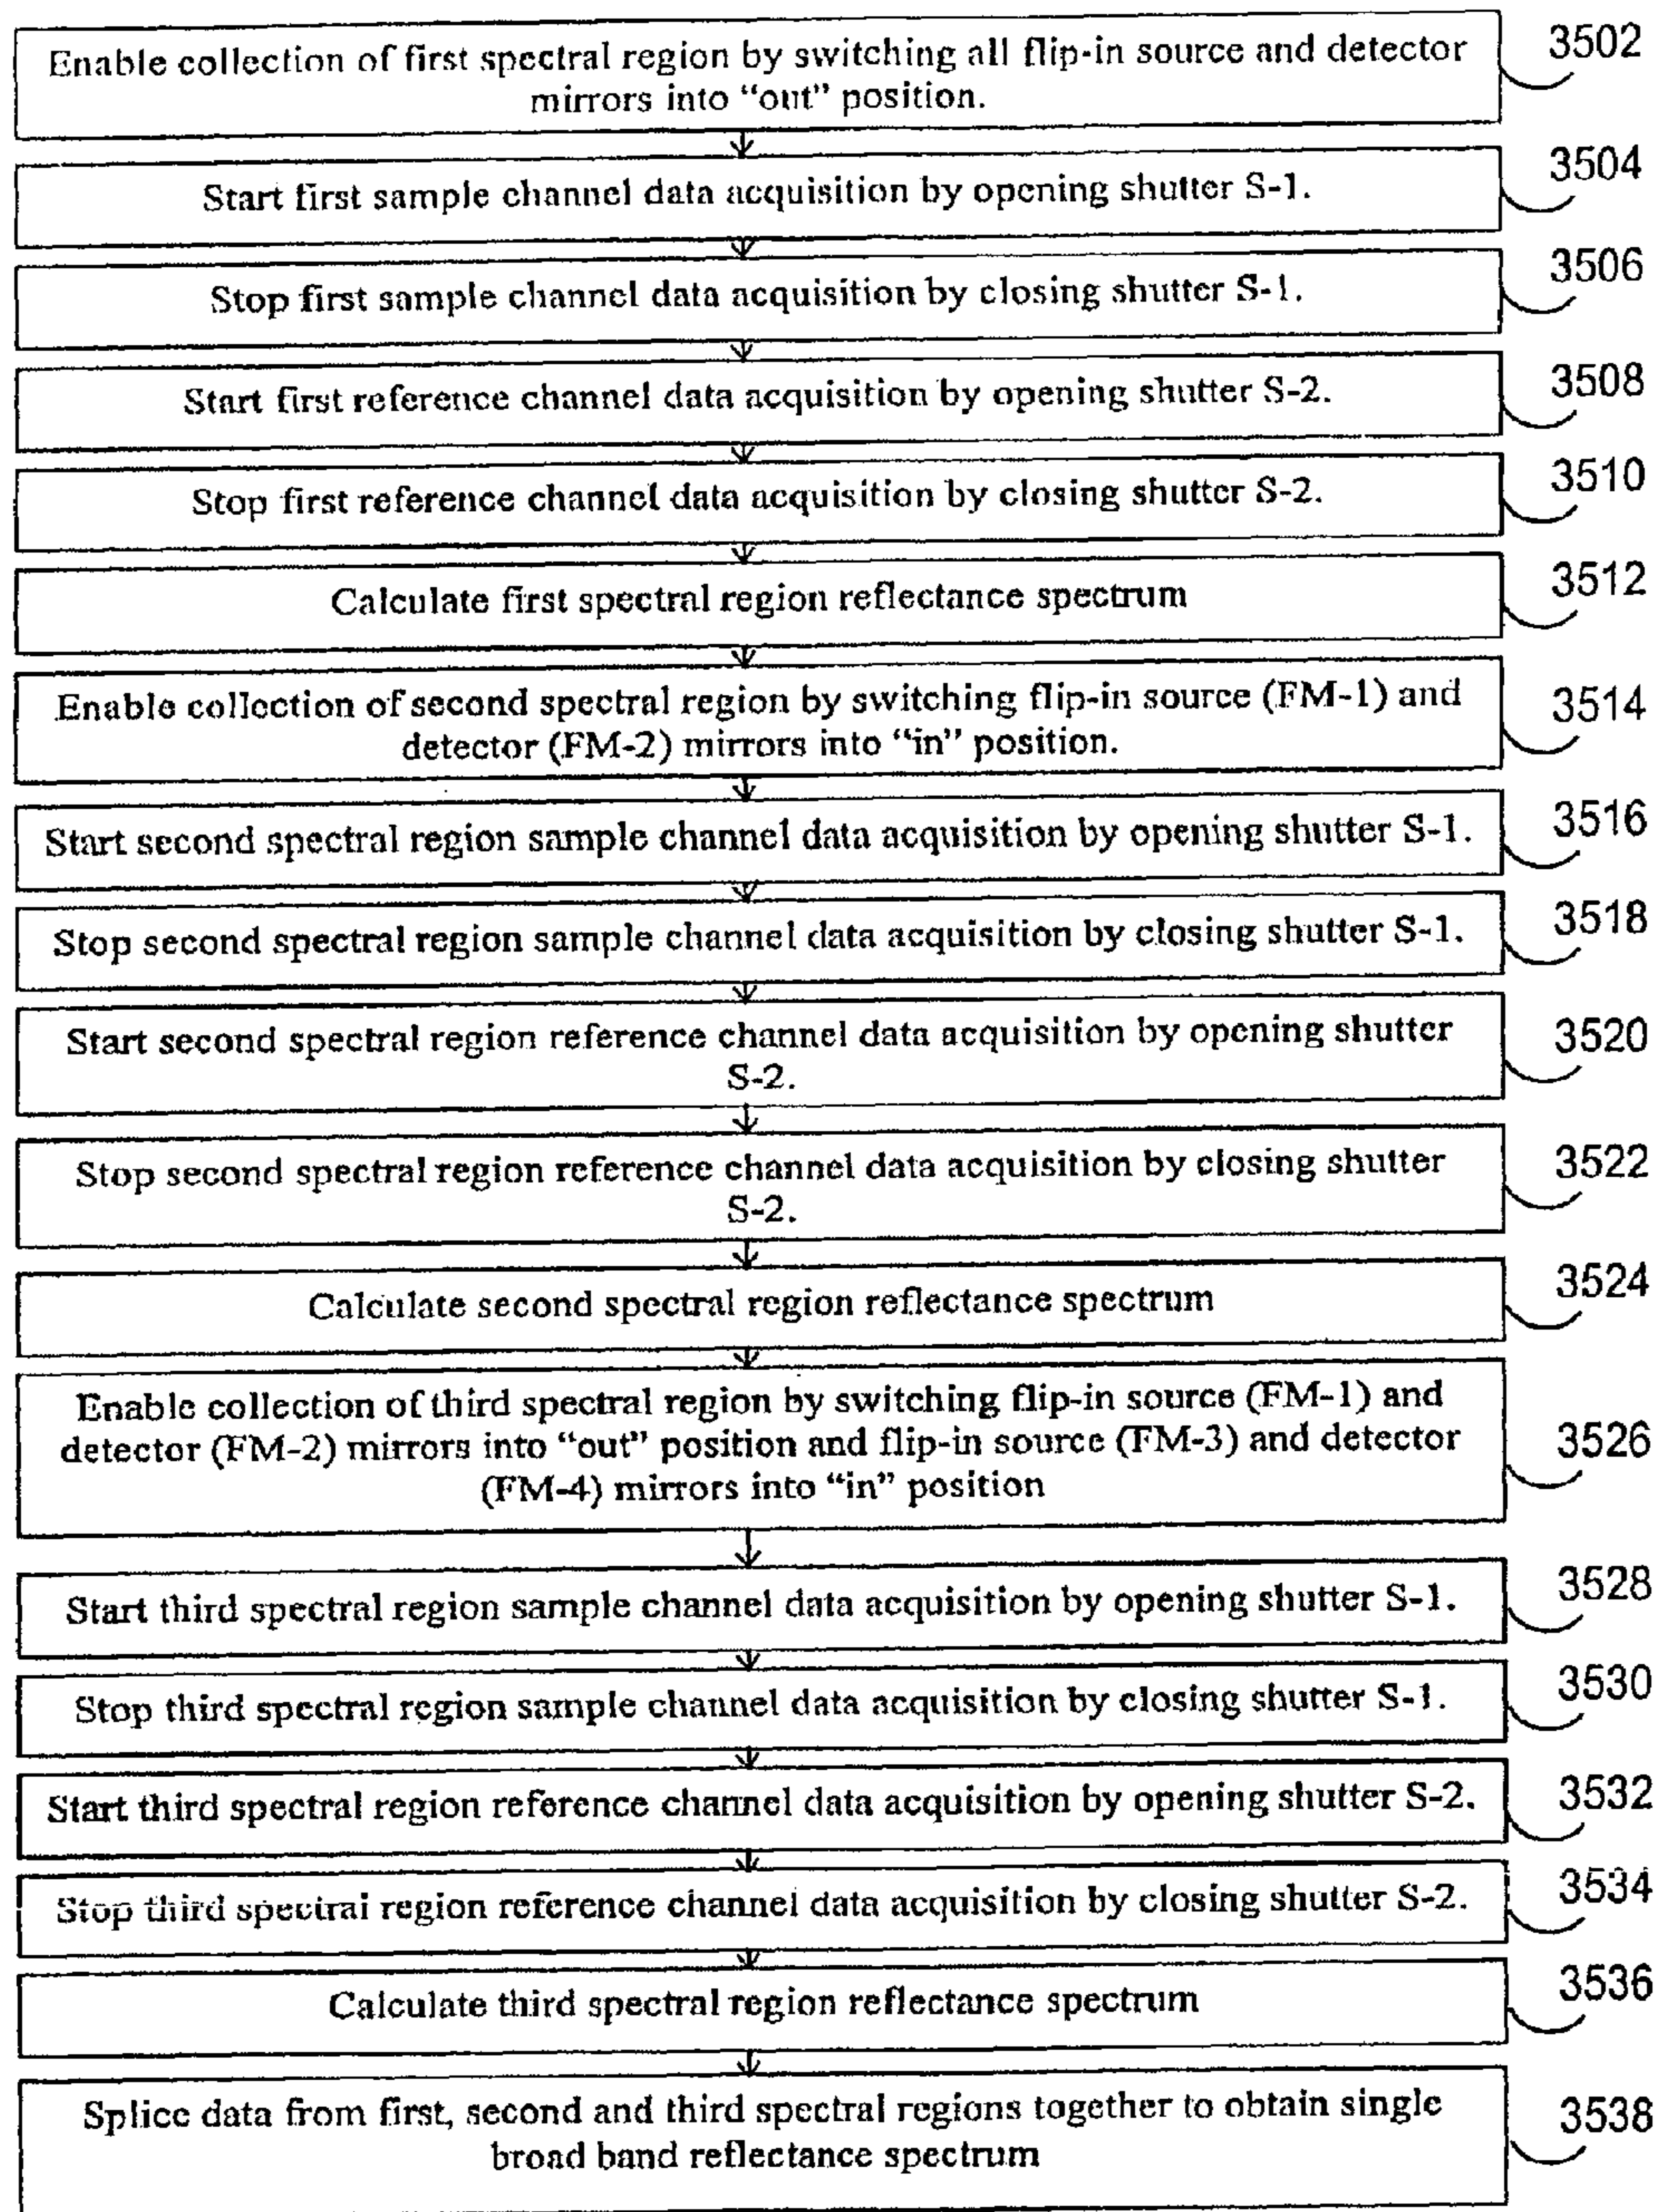 Enable collection of first spectral region by switching all flip-in source and detector
mirrors into “out” position.
3502
Start first sample channel data acquisition by opening shutter S-1.
3504
Stop first sample channel data acquisition by closing shutter S-1.
3506
Start first reference channel data acquisition by opening shutter S-2.
3508
Stop first reference channel data acquisition by closing shutter S-2.
3510
Calculate first spectral region reflectance spectrum
3512
Enable collection of second spectral region by switching flip-in source (FM-1) and
detector (FM-2) mirrors into “in” position.
3514
Start second spectral region sample channel data acquisition by opening shutter S-1.
3516
Stop second spectral region sample channel data acquisition by closing shutter S-1.
3518
Start second spectral region reference channel data acquisition by opening shutter
S-2.
3520
Stop second spectral region reference channel data acquisition by closing shutter
S-2.
3522
Calculate second spectral region reflectance spectrum
3524
Enable collection of third spectral region by switching flip-in source (FM-1) and
detector (FM-2) mirrors into “out” position and flip-in source (FM-3) and detector
(FM-4) mirrors into “in” position
3526
Start third spectral region sample channel data acquisition by opening shutter S-1.
3528
Stop third spectral region sample channel data acquisition by closing shutter S-1.
3530
Start third spectral region reference channel data acquisition by opening shutter S-2.
3532
Stop third spectral region reference channel data acquisition by closing shutter S-2.
3534
Calculate third spectral region reflectance spectrum
3536
Splice data from first, second and third spectral regions together to obtain single
broad band reflectance spectrum
3538